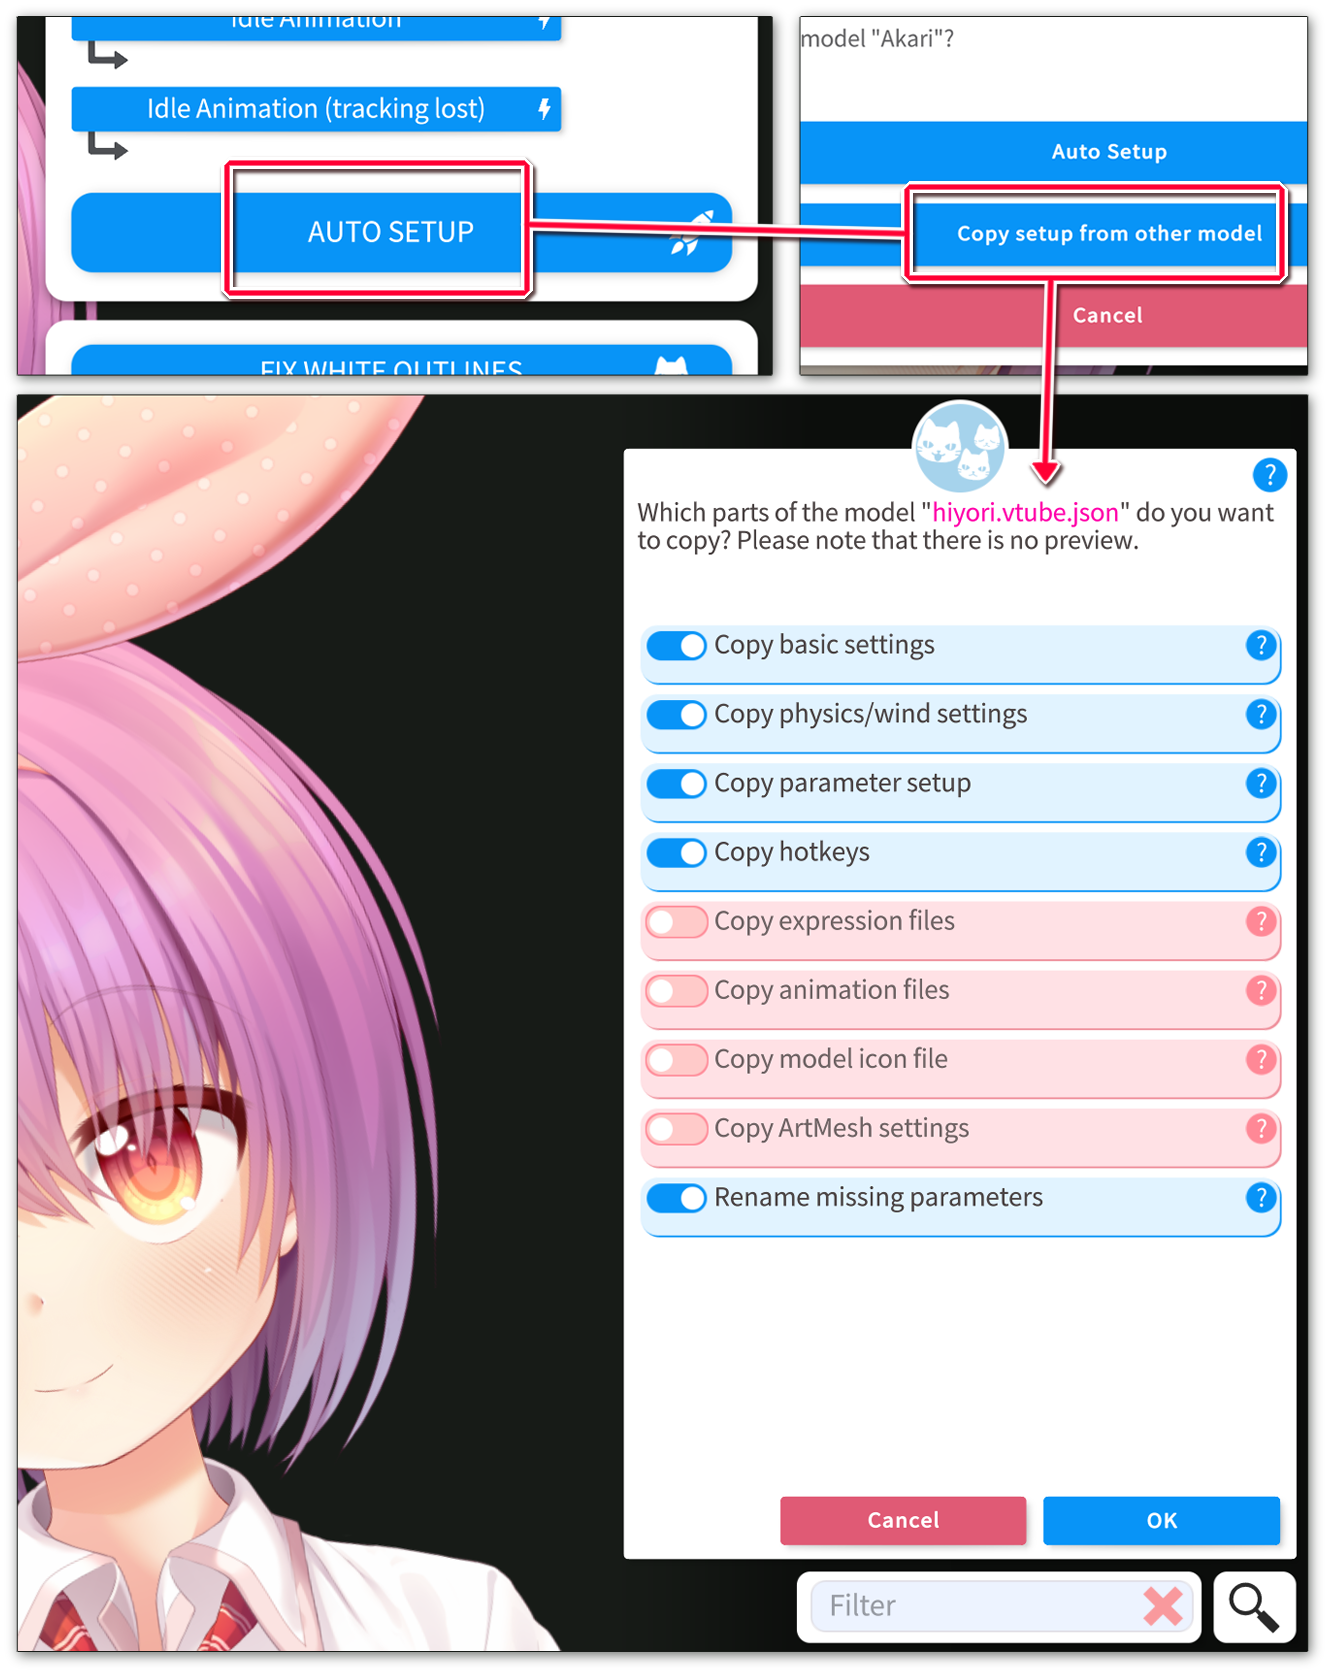 Idle Animation
Idle Animation (tracking lost)
AUTO SETUP
FIX WHITE OUTLINES
model "Akari"?
Auto Setup
Copy setup from other model
Cancel
?
Which parts of the model "hiyori.vtube.json" do you want
to copy? Please note that there is no preview.
Copy basic settings ?
Copy physics/wind settings ?
Copy parameter setup ?
Copy hotkeys ?
Copy expression files ?
Copy animation files ?
Copy model icon file ?
Copy ArtMesh settings ?
Rename missing parameters ?
Cancel OK
Filter